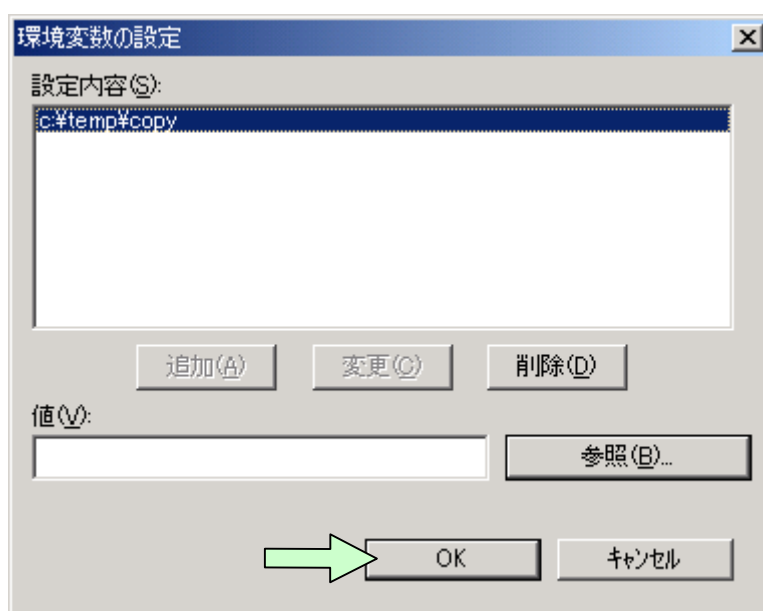 環境変数の設定
設定内容(S):
c:¥temp¥copy
追加(A) 変更(C) 削除(D)
値(V):
参照(B)...
OK キャンセル